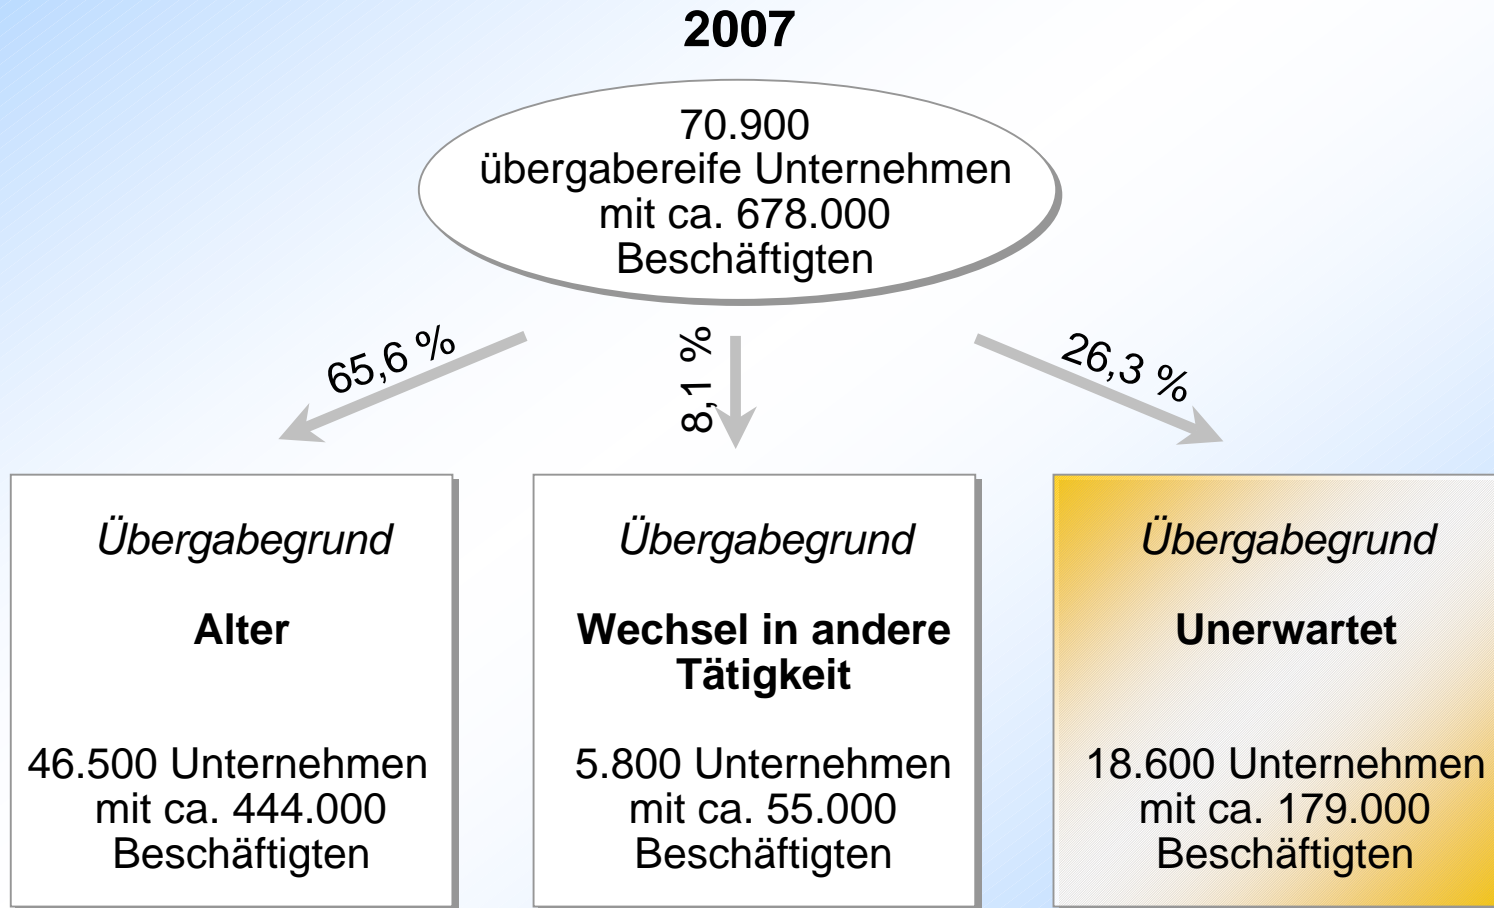 2007
70.900
übergabereife Unternehmen
mit ca. 678.000
Beschäftigten
65,6 %
8,1 %
26,3 %
Übergabegrund
Alter
46.500 Unternehmen
mit ca. 444.000
Beschäftigten
Übergabegrund
Wechsel in andere
Tätigkeit
5.800 Unternehmen
mit ca. 55.000
Beschäftigten
Übergabegrund
Unerwartet
18.600 Unternehmen
mit ca. 179.000
Beschäftigten